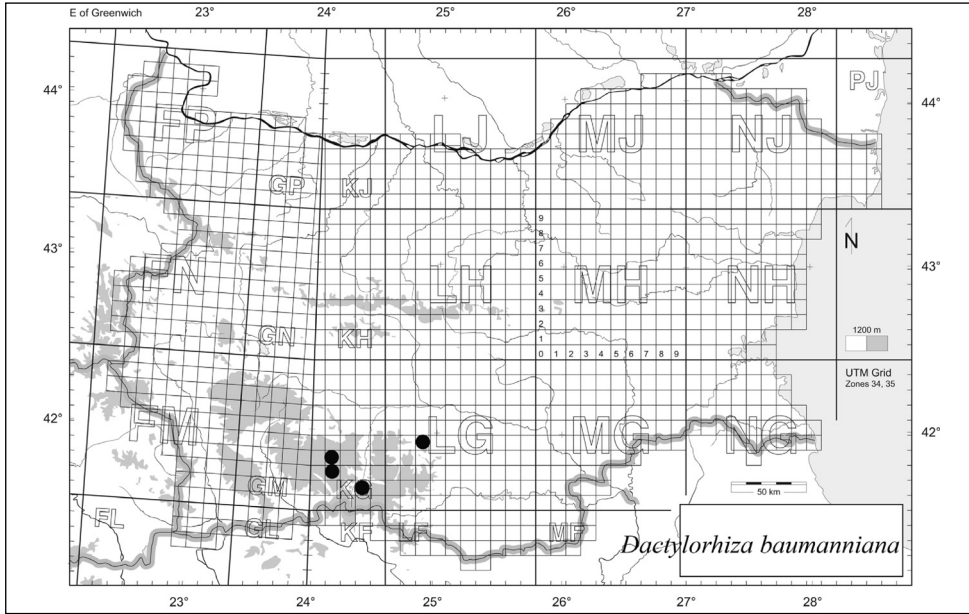 E of Greenwich
23° 24° 25° 26° 27° 28°
44° 44°
43° 43°
42° 42°
23° 24° 25° 26° 27° 28°
PJ
FP LJ MJ NJ
GP KJ
9
8
7
6
5
4
3
2
1
0 1 2 3 4 5 6 7 8 9
N
FN LH MH NH
GN KH
1200 m
UTM Grid
Zones 34, 35
FM LG MG NG
GM KG
FL GL KF LF MF
50 km
Dactylorhiza baumanniana